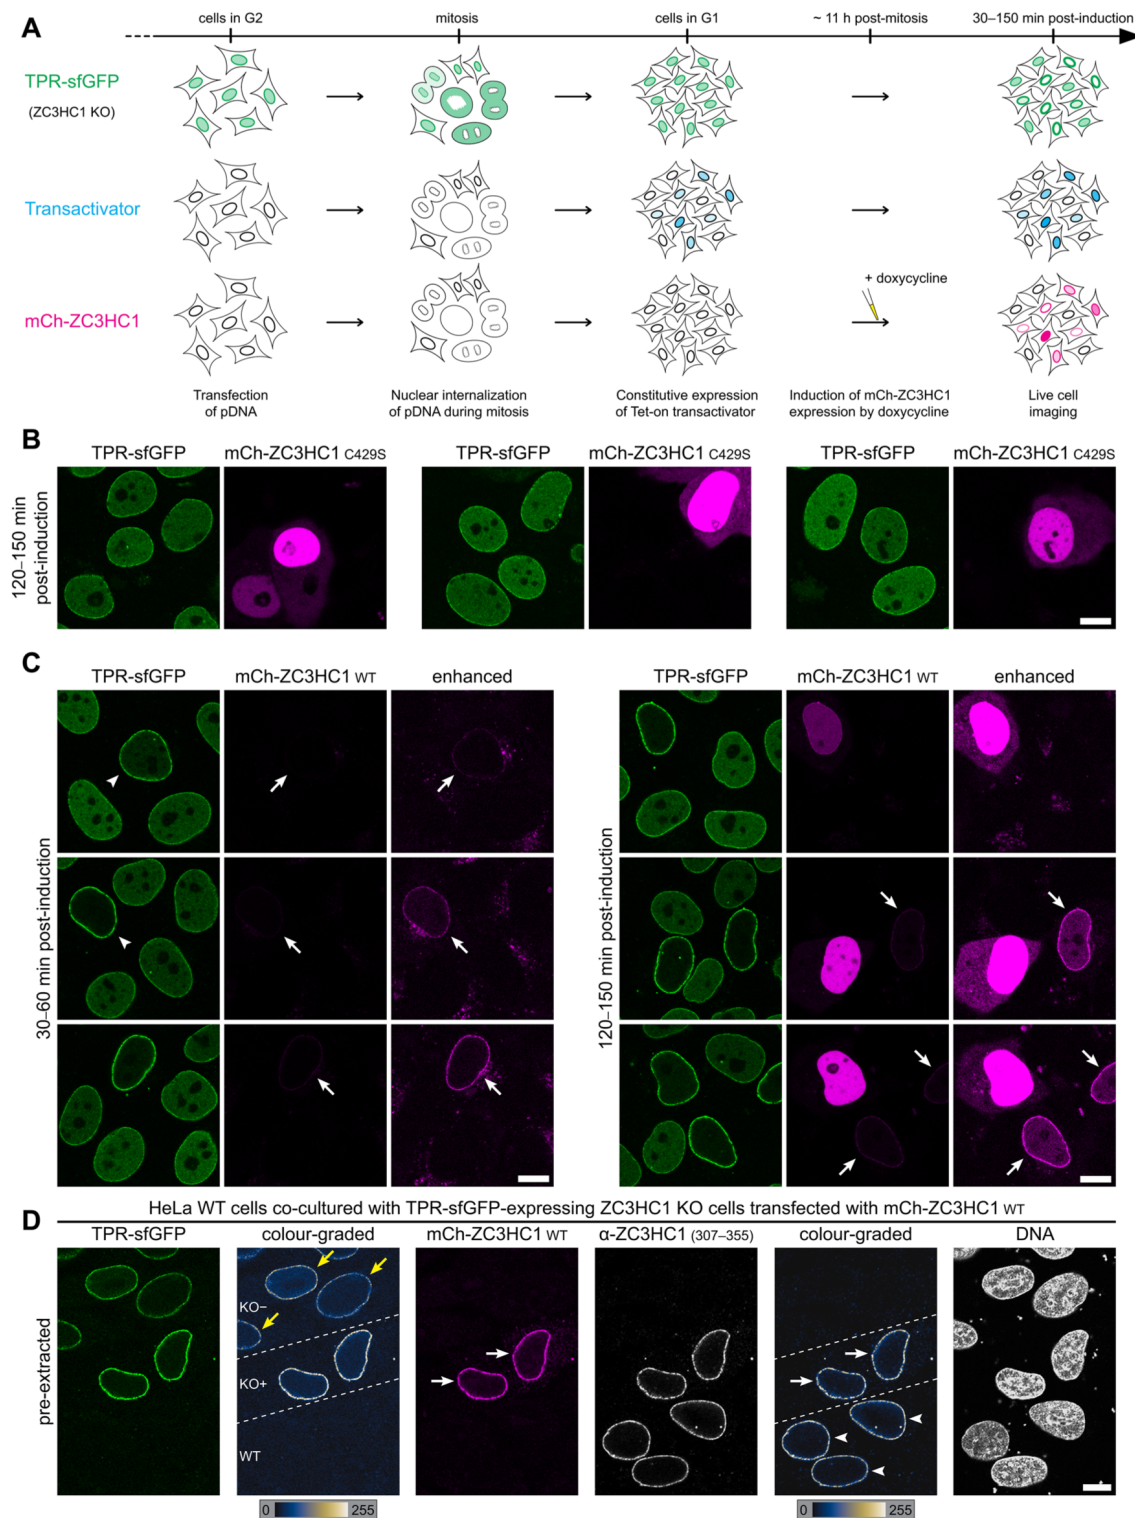 A
cells in G2 mitosis cells in G1 ~ 11 h post-mitosis 30–150 min post-induction
TPR-sfGFP
(ZC3HC1 KO)
Transactivator
+ doxycycline
mCh-ZC3HC1
Transfection of pDNA
Nuclear internalization of pDNA during mitosis
Constitutive expression of Tet-on transactivator
Induction of mCh-ZC3HC1 expression by doxycycline
Live cell imaging
B
TPR-sfGFP mCh-ZC3HC1 C429S TPR-sfGFP mCh-ZC3HC1 C429S TPR-sfGFP mCh-ZC3HC1 C429S
120–150 min
post-induction
C
TPR-sfGFP mCh-ZC3HC1 WT enhanced TPR-sfGFP mCh-ZC3HC1 WT enhanced
30–60 min post-induction
120–150 min post-induction
D
HeLa WT cells co-cultured with TPR-sfGFP-expressing ZC3HC1 KO cells transfected with mCh-ZC3HC1 WT
TPR-sfGFP colour-graded mCh-ZC3HC1 WT α-ZC3HC1 (307–355) colour-graded DNA
pre-extracted
KO−
KO+
WT
0 255 0 255